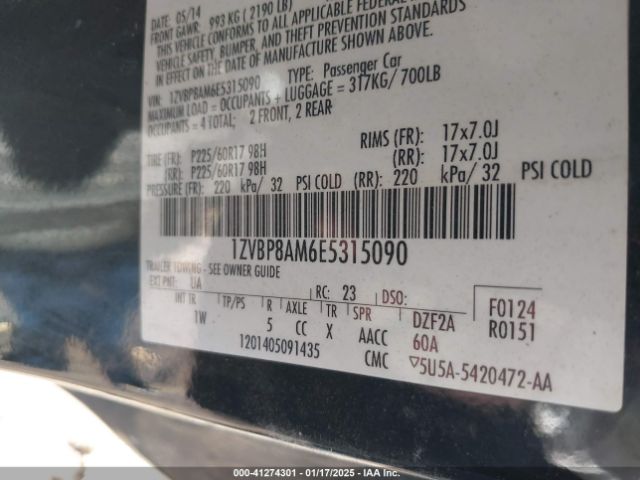 DATE: 05/14
FRONT GAWR: 993 KG ( 2190 LB)
THIS VEHICLE CONFORMS TO ALL APPLICABLE FEDERAL
VEHICLE SAFETY, BUMPER, AND THEFT PREVENTION STANDARDS
IN EFFECT ON THE DATE OF MANUFACTURE SHOWN ABOVE.
VIN: 1ZVBP8AM6E5315090 TYPE: Passenger Car
MAXIMUM LOAD = OCCUPANTS + LUGGAGE = 317KG/ 700LB
OCCUPANTS = 4 TOTAL; 2 FRONT, 2 REAR
TIRE (FR): P225/60R17 98H RIMS (FR): 17x7.0J
(RR): P225/60R17 98H (RR): 17x7.0J
PRESSURE (FR): 220 kPa/ 32 PSI COLD (RR): 220 kPa/ 32 PSI COLD
1ZVBP8AM6E5315090
TRAILER TOWING - SEE OWNER GUIDE
EXT PNT: UA RC: 23 DSO:
INT TR TP/PS R AXLE TR SPR DZF2A F0124
1W 5 CC X AACC 60A R0151
1201405091435 CMC ▽5U5A-5420472-AA
000-41274301 - 01/17/2025 - IAA Inc.